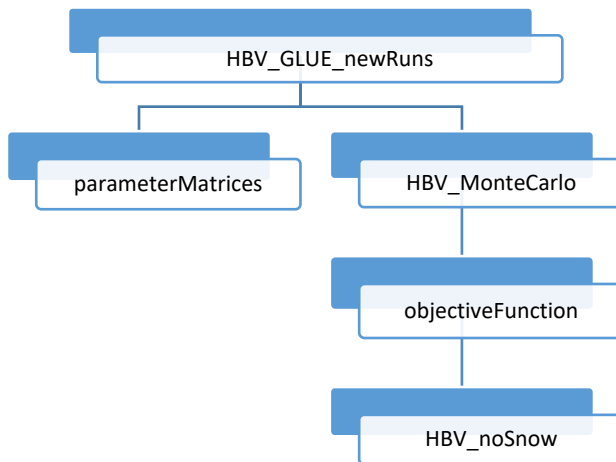 HBV_GLUE_newRuns
parameterMatrices
HBV_MonteCarlo
objectiveFunction
HBV_noSnow